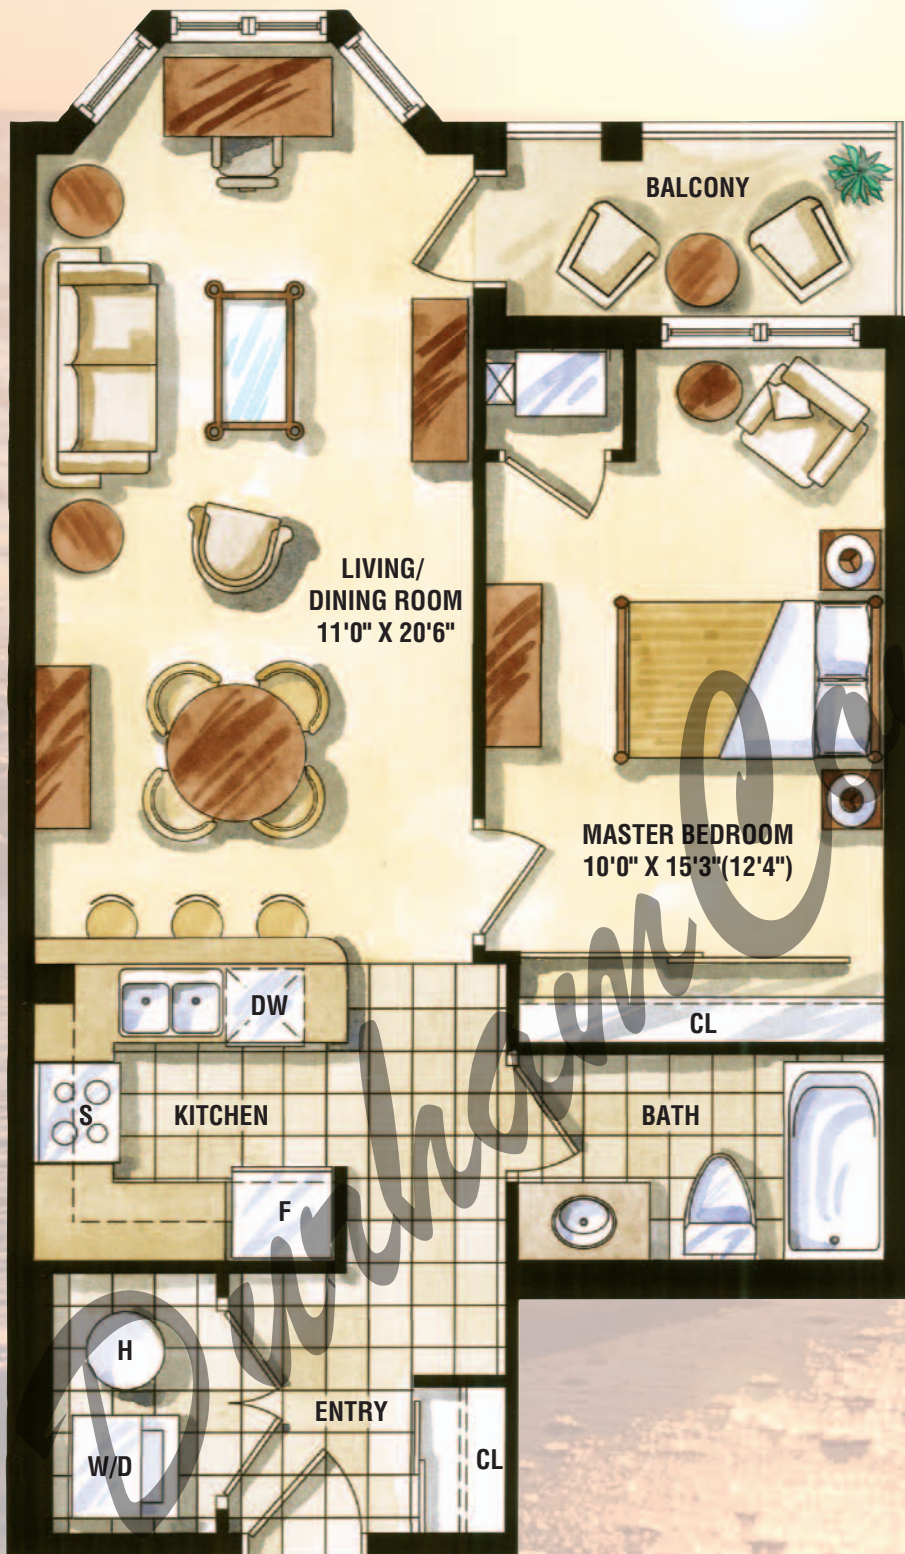 BALCONY
LIVING/
DINING ROOM
11'0" X 20'6"
MASTER BEDROOM
10'0" X 15'3"(12'4")
DW
CL
S
KITCHEN
BATH
F
H
ENTRY
W/D
CL
DurhamCo